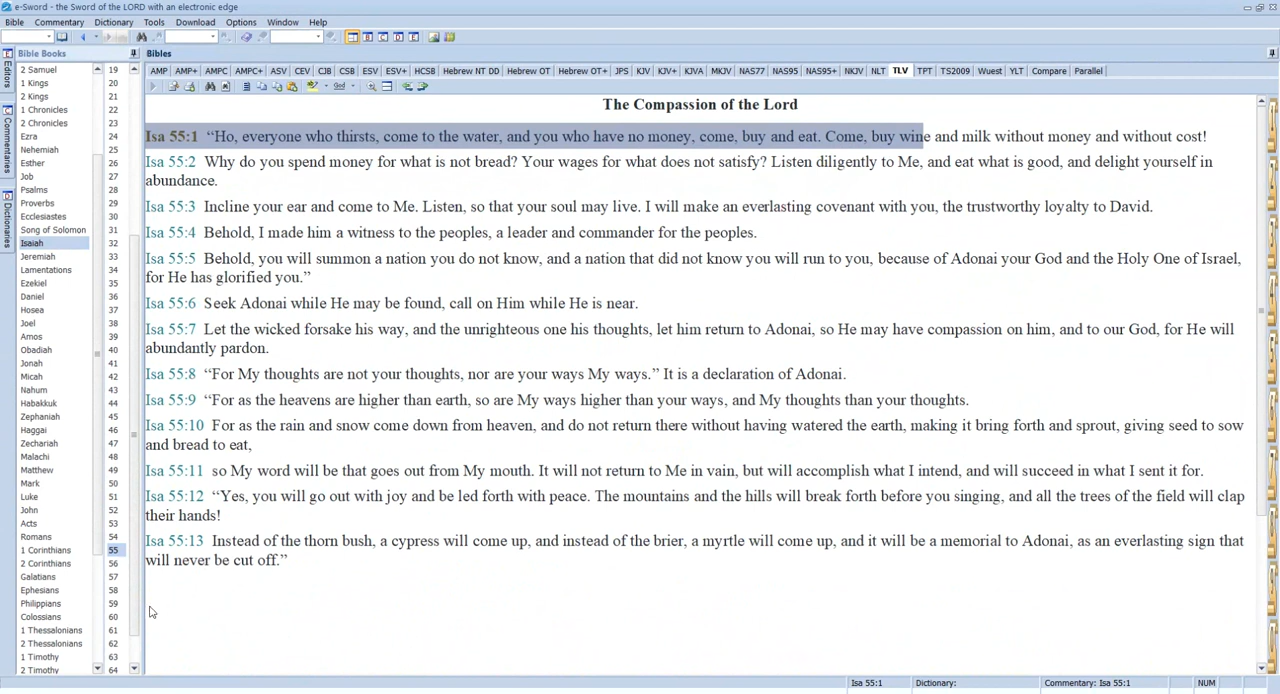 e-Sword - the Sword of the LORD with an electronic edge
Bible Commentary Dictionary Tools Download Options Window Help
Bible Books
Bibles
AMP AMP+ AMPC AMPC+ ASV CEV CJB CSB ESV ESV+ HCSB Hebrew NT DD Hebrew OT Hebrew OT+ JPS KJV KJV+ KJVA MKJV NAS77 NAS95 NAS95+ NKJV NLT TLV TPT TS2009 Wuest YLT Compare Parallel
Editors
Commentaries
Dictionaries
2 Samuel
1 Kings
2 Kings
1 Chronicles
2 Chronicles
Ezra
Nehemiah
Esther
Job
Psalms
Proverbs
Ecclesiastes
Song of Solomon
Isaiah
Jeremiah
Lamentations
Ezekiel
Daniel
Hosea
Joel
Amos
Obadiah
Jonah
Micah
Nahum
Habakkuk
Zephaniah
Haggai
Zechariah
Malachi
Matthew
Mark
Luke
John
Acts
Romans
1 Corinthians
2 Corinthians
Galatians
Ephesians
Philippians
Colossians
1 Thessalonians
2 Thessalonians
1 Timothy
2 Timothy
19
20
21
22
23
24
25
26
27
28
29
30
31
32
33
34
35
36
37
38
39
40
41
42
43
44
45
46
47
48
49
50
51
52
53
54
55
56
57
58
59
60
61
62
63
64
The Compassion of the Lord
Isa 55:1 “Ho, everyone who thirsts, come to the water, and you who have no money, come, buy and eat. Come, buy wine and milk without money and without cost!
Isa 55:2 Why do you spend money for what is not bread? Your wages for what does not satisfy? Listen diligently to Me, and eat what is good, and delight yourself in
abundance.
Isa 55:3 Incline your ear and come to Me. Listen, so that your soul may live. I will make an everlasting covenant with you, the trustworthy loyalty to David.
Isa 55:4 Behold, I made him a witness to the peoples, a leader and commander for the peoples.
Isa 55:5 Behold, you will summon a nation you do not know, and a nation that did not know you will run to you, because of Adonai your God and the Holy One of Israel,
for He has glorified you.”
Isa 55:6 Seek Adonai while He may be found, call on Him while He is near.
Isa 55:7 Let the wicked forsake his way, and the unrighteous one his thoughts, let him return to Adonai, so He may have compassion on him, and to our God, for He will
abundantly pardon.
Isa 55:8 “For My thoughts are not your thoughts, nor are your ways My ways.” It is a declaration of Adonai.
Isa 55:9 “For as the heavens are higher than earth, so are My ways higher than your ways, and My thoughts than your thoughts.
Isa 55:10 For as the rain and snow come down from heaven, and do not return there without having watered the earth, making it bring forth and sprout, giving seed to sow
and bread to eat,
Isa 55:11 so My word will be that goes out from My mouth. It will not return to Me in vain, but will accomplish what I intend, and will succeed in what I sent it for.
Isa 55:12 “Yes, you will go out with joy and be led forth with peace. The mountains and the hills will break forth before you singing, and all the trees of the field will clap
their hands!
Isa 55:13 Instead of the thorn bush, a cypress will come up, and instead of the brier, a myrtle will come up, and it will be a memorial to Adonai, as an everlasting sign that
will never be cut off.”
Isa 55:1 Dictionary: Commentary: Isa 55:1 NUM